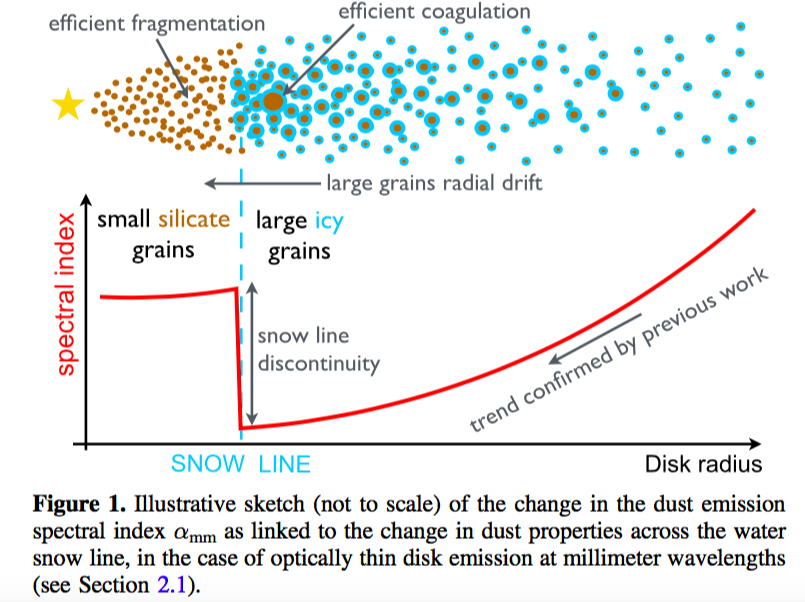 efficient fragmentation
efficient coagulation
large grains radial drift
spectral index
small silicate
grains
large icy
grains
snow line
discontinuity
trend confirmed by previous work
SNOW LINE
Disk radius
Figure 1. Illustrative sketch (not to scale) of the change in the dust emission
spectral index αmm as linked to the change in dust properties across the water
snow line, in the case of optically thin disk emission at millimeter wavelengths
(see Section 2.1).